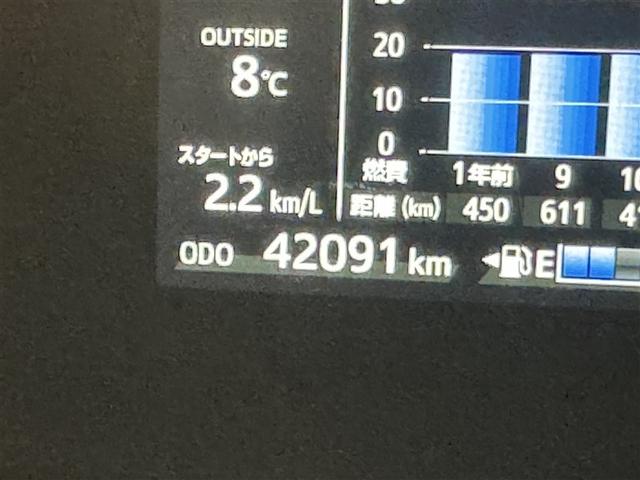 OUTSIDE
8℃
スタートから
2.2 km/L
20
10
0
燃費 1年前 9
距離(km) 450 611
ODO 42091 km
E